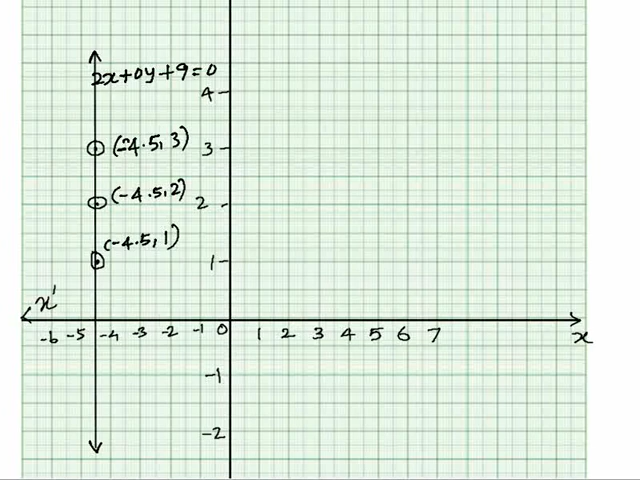 2x+0y+9=0
4
(-4.5, 3) 3
(-4.5, 2) 2
(-4.5, 1)
1
x'
-6 -5 -4 -3 -2 -1 0 1 2 3 4 5 6 7
x
-1
-2